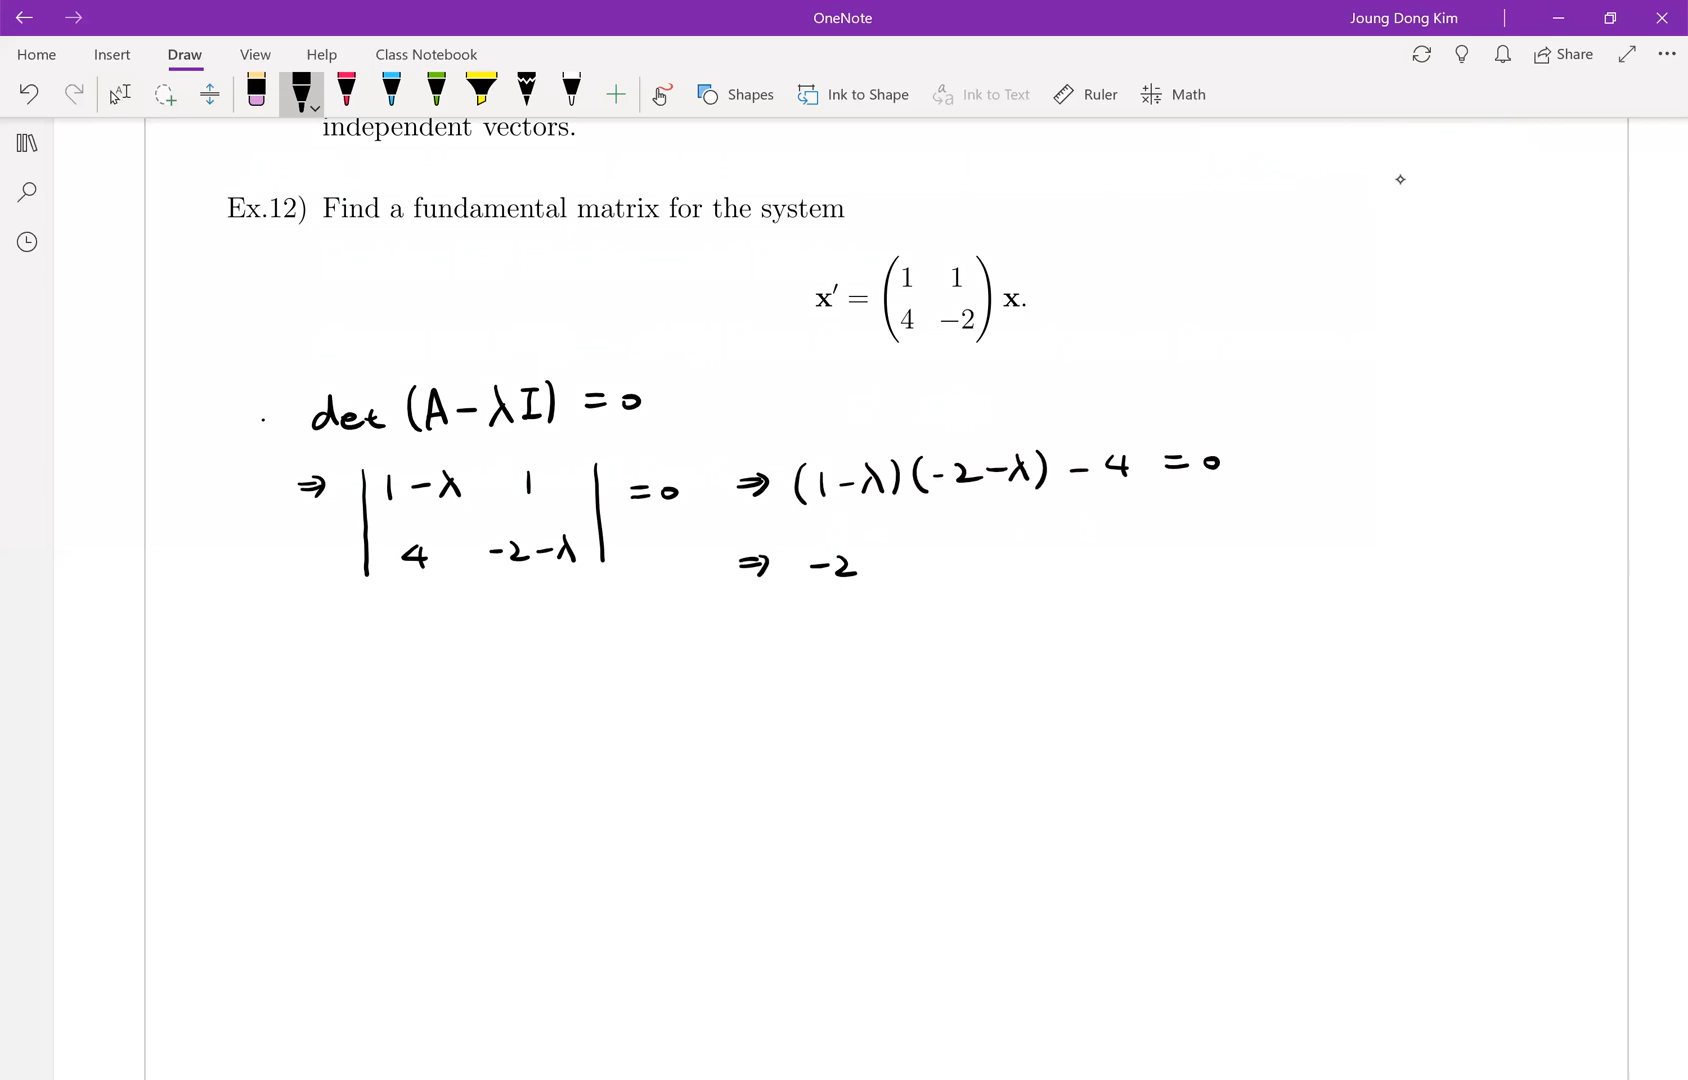 OneNote
Joung Dong Kim
Home Insert Draw View Help Class Notebook
Share
Shapes Ink to Shape Ink to Text Ruler Math
independent vectors.
Ex.12) Find a fundamental matrix for the system
x′ = (1 1; 4 −2) x.
det (A − λI) = 0
⇒ |1−λ 1; 4 -2-λ| = 0 ⇒ (1-λ)(-2-λ) - 4 = 0
⇒ -2